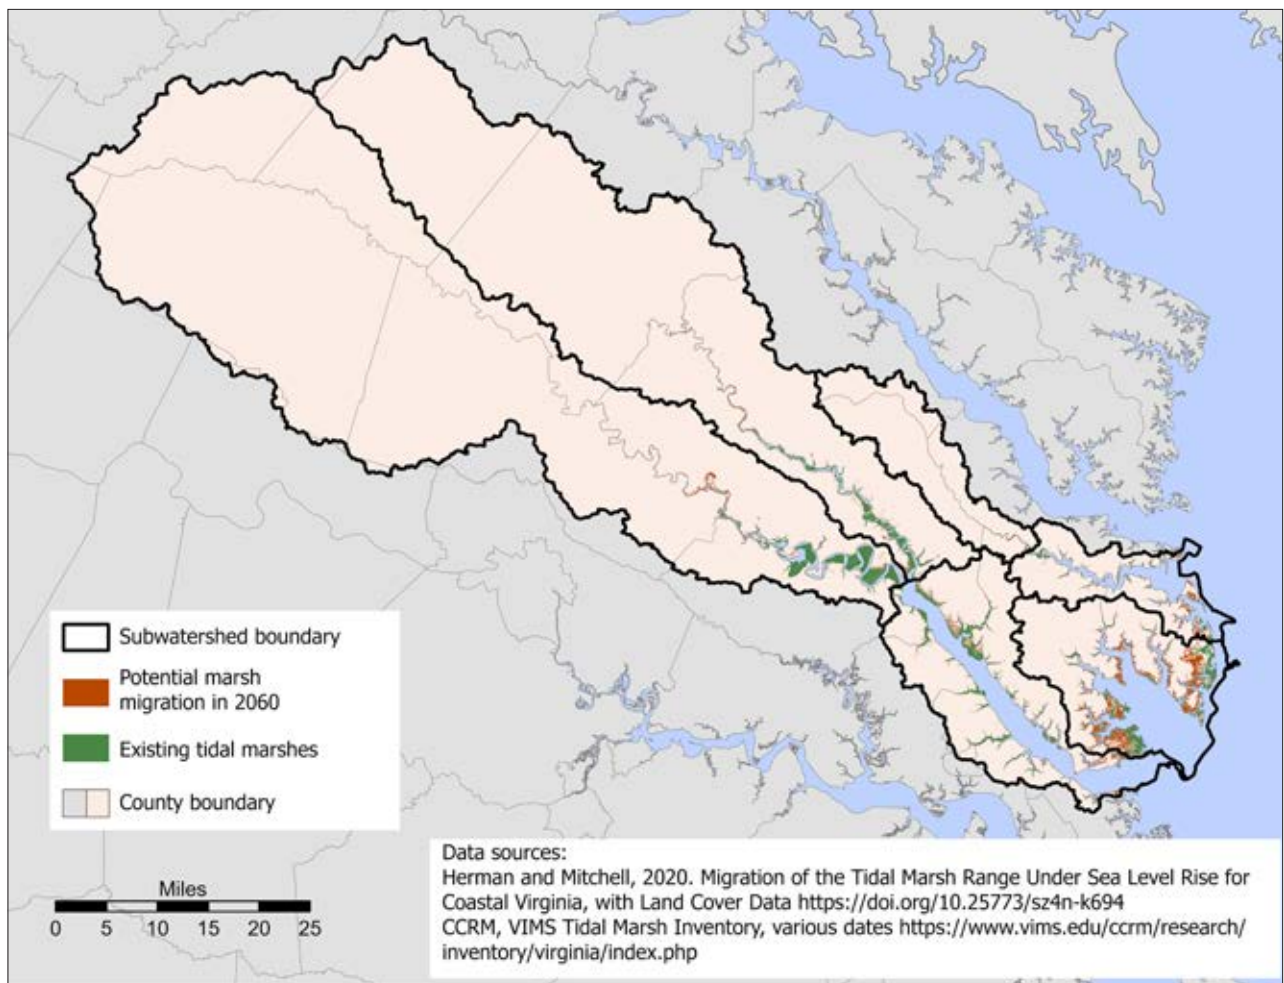 Subwatershed boundary
Potential marsh
migration in 2060
Existing tidal marshes
County boundary
Miles
0 5 10 15 20 25
Data sources:
Herman and Mitchell, 2020. Migration of the Tidal Marsh Range Under Sea Level Rise for
Coastal Virginia, with Land Cover Data https://doi.org/10.25773/sz4n-k694
CCRM, VIMS Tidal Marsh Inventory, various dates https://www.vims.edu/ccrm/research/
inventory/virginia/index.php